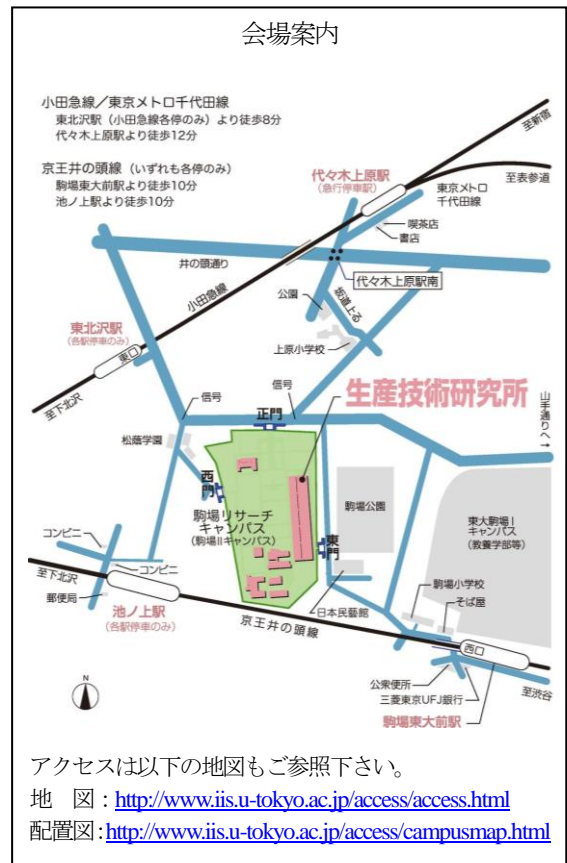 会場案内
小田急線／東京メトロ千代田線
東北沢駅（小田急線各停のみ）より徒歩8分
代々木上原駅より徒歩12分
京王井の頭線（いずれも各停のみ）
駒場東大前駅より徒歩10分
池ノ上駅より徒歩10分
至新宿
代々木上原駅
（急行停車駅）
東京メトロ
千代田線
至表参道
喫茶店
書店
井の頭通り
代々木上原駅南
小田急線
公園
坂道上る
東北沢駅
（各駅停車のみ）
東口
上原小学校
至下北沢
信号
信号
正門
生産技術研究所
山手通りへ→
松蔭学園
西門
駒場リサーチ
キャンパス
（駒場IIキャンパス）
駒場公園
東大駒場I
キャンパス
（教養学部等）
東門
コンビニ
コンビニ
至下北沢
郵便局
池ノ上駅
（各駅停車のみ）
京王井の頭線
日本民藝館
駒場小学校
そば屋
西口
公衆便所
三菱東京UFJ銀行
至渋谷
駒場東大前駅
N
アクセスは以下の地図もご参照下さい。
地　図：http://www.iis.u-tokyo.ac.jp/access/access.html
配置図：http://www.iis.u-tokyo.ac.jp/access/campusmap.html